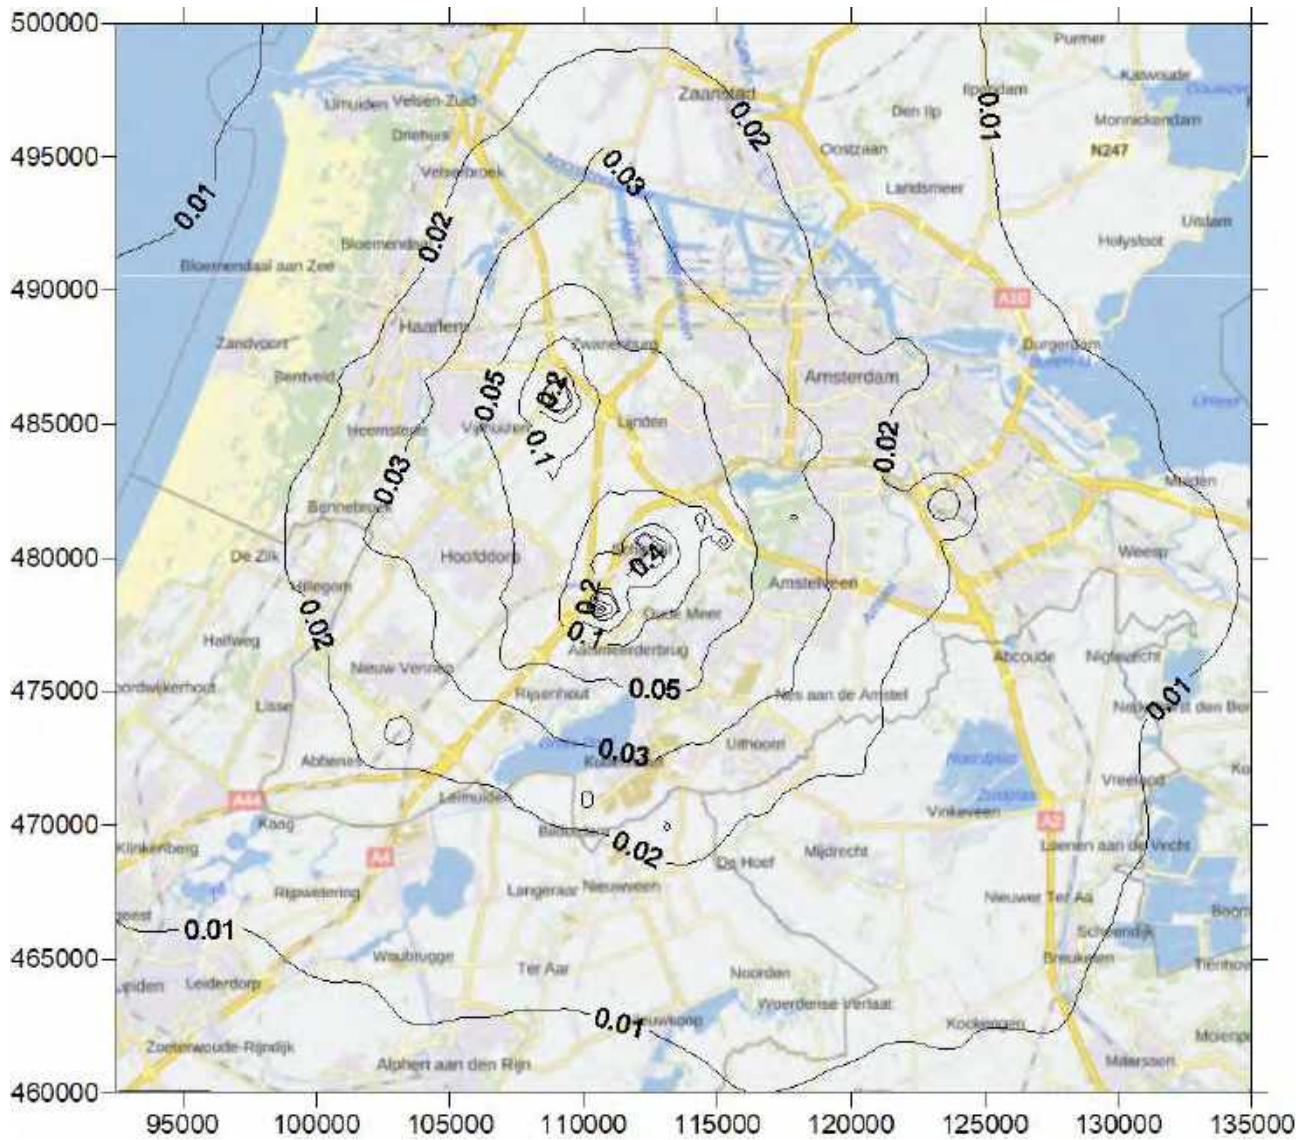 500000
Purmer
Katwoude
Ilpendam
Zaanstad
IJmuiden Velsen-Zuid
Den Ilp
0.01
Monnickendam
0.02
Driehuis
Oostzaan
N247
495000
0.03
Velserbroek
Landsmeer
0.01
Uitdam
0.02
Bloemendaal
Holysloot
Bloemendaal aan Zee
490000
A10
Haarlem
Zandvoort
Zwanenburg
Durgerdam
Bentveld
0.05
0.2
Amsterdam
485000
Heemstede
Vijfhuizen
Lijnden
0.1
0.02
0.03
Muiden
Bennebroek
480000
De Zilk
Hoofddorp
Schiphol
0.4
Weesp
Hillegom
Amstelveen
0.2
0.02
Oude Meer
Amstel
0.1
Halfweg
Aalsmeerderbrug
Nieuw Vennep
Abcoude
Nigtevecht
475000
oordwijkerhout
Rijsenhout
0.05
Nes aan de Amstel
0.01
Lisse
0.03
Uithoorn
Abbenes
Vreeland
A44
Leimuiden
Vinkeveen
470000
Kaag
A2
0.02
Klinkenberg
A4
De Hoef
Mijdrecht
Loenen aan de Vecht
Rijpwetering
Langeraar
Nieuwveen
Nieuwer Ter Aa
0.01
465000
Woubrugge
Ter Aar
Noorden
Breukelen
Leiderdorp
Woerdense Verlaat
0.01
Nieuwkoop
Kockengen
Zoeterwoude-Rijndijk
Alphen aan den Rijn
Maarssen
460000
95000 100000 105000 110000 115000 120000 125000 130000 135000